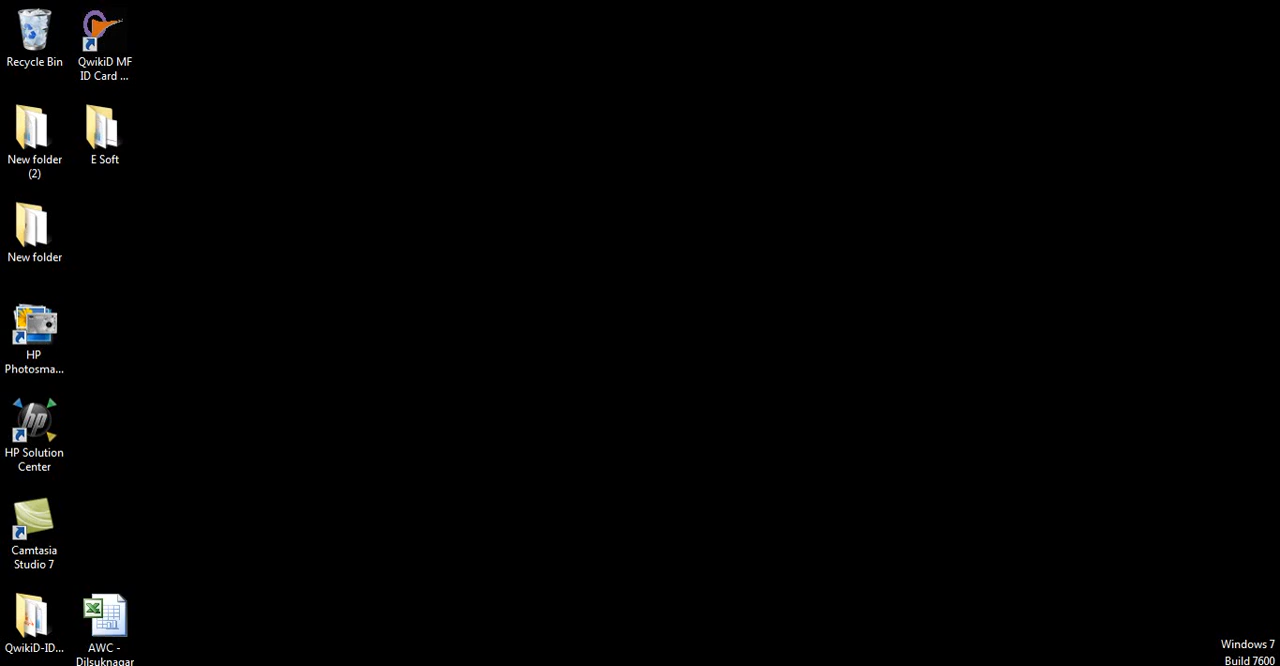 Recycle Bin
QwikiD MF
ID Card ...
New folder
(2)
E Soft
New folder
HP
Photosma...
HP Solution
Center
Camtasia
Studio 7
QwikiD-ID...
AWC -
Dilsuknagar
Windows 7
Build 7600